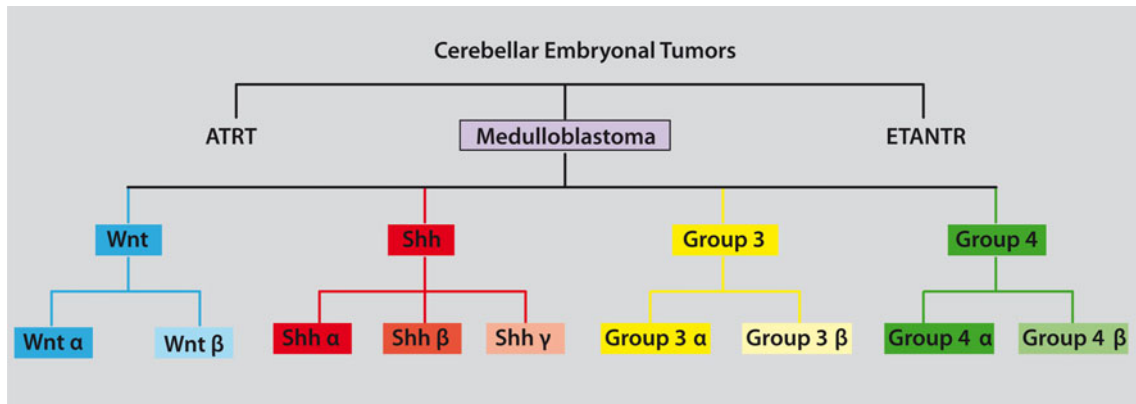 Cerebellar Embryonal Tumors
ATRT
Medulloblastoma
ETANTR
Wnt
Shh
Group 3
Group 4
Wnt α
Wnt β
Shh α
Shh β
Shh γ
Group 3 α
Group 3 β
Group 4 α
Group 4 β